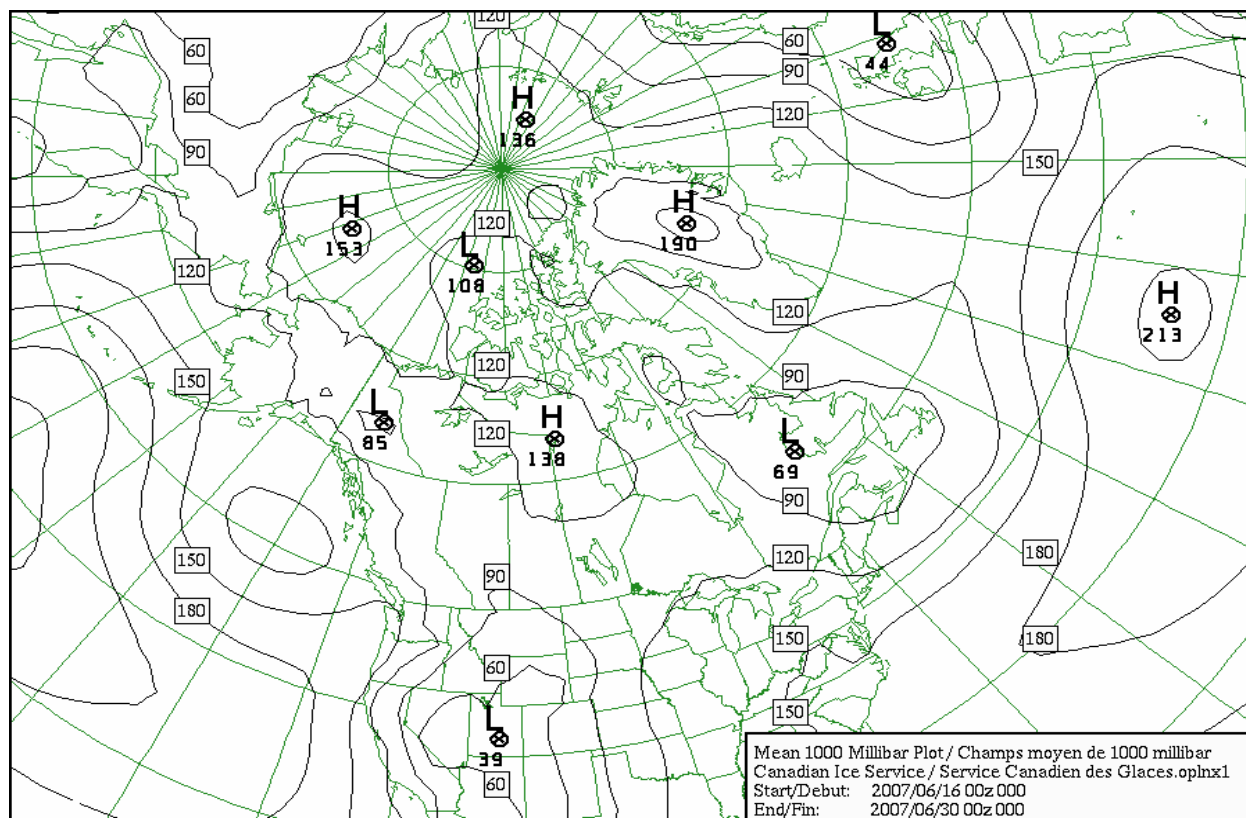 120
L
60
60
44
90
H
60
136
120
90
150
H
H
120
153
190
L
H
120
108
120
213
120
90
150
L
H
85
120
138
L
69
90
150
180
90
120
180
150
180
60
150
L
39
60
Mean 1000 Millibar Plot / Champs moyen de 1000 millibar
Canadian Ice Service / Service Canadien des Glaces.oplnx1
Start/Debut: 2007/06/16 00z 000
End/Fin: 2007/06/30 00z 000